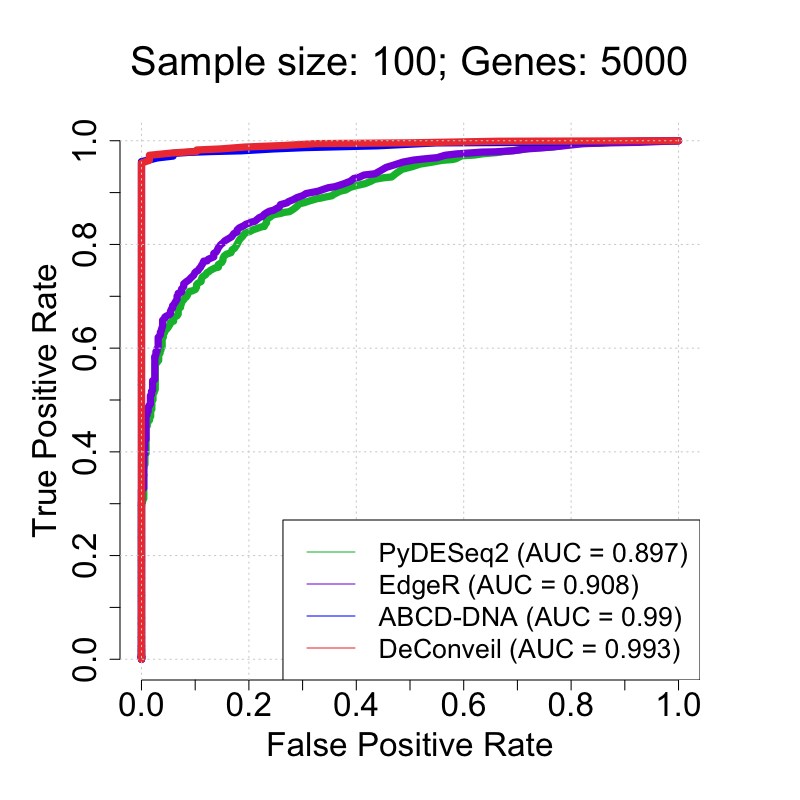 Sample size: 100; Genes: 5000
True Positive Rate
1.0
0.8
0.6
0.4
0.2
0.0
PyDESeq2 (AUC = 0.897)
EdgeR (AUC = 0.908)
ABCD-DNA (AUC = 0.99)
DeConveil (AUC = 0.993)
0.0 0.2 0.4 0.6 0.8 1.0
False Positive Rate